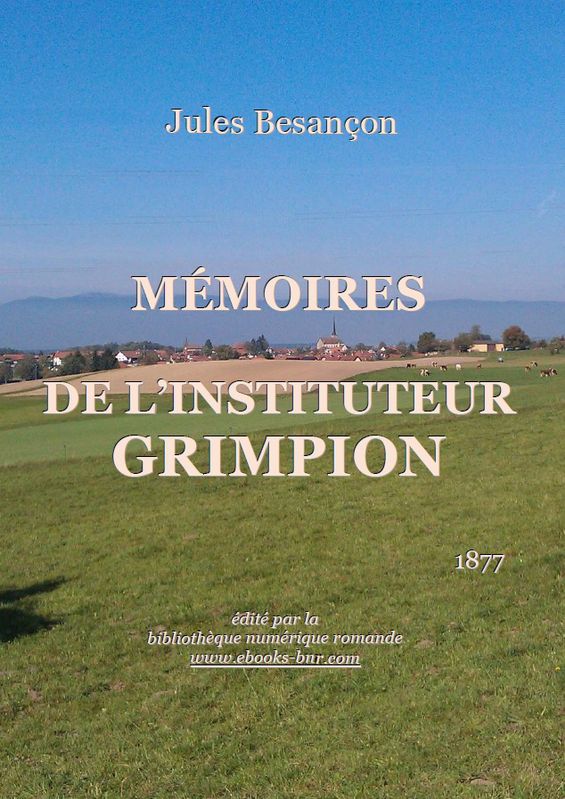 Jules Besançon
MÉMOIRES
DE L’INSTITUTEUR
GRIMPION
1877
édité par la
bibliothèque numérique romande
www.ebooks-bnr.com